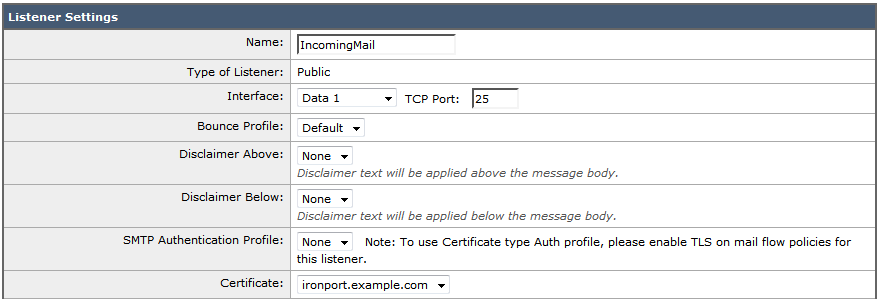 Listener Settings
Name: IncomingMail
Type of Listener: Public
Interface: Data 1 TCP Port: 25
Bounce Profile: Default
Disclaimer Above: None
Disclaimer text will be applied above the message body.
Disclaimer Below: None
Disclaimer text will be applied below the message body.
SMTP Authentication Profile: None Note: To use Certificate type Auth profile, please enable TLS on mail flow policies for
this listener.
Certificate: ironport.example.com